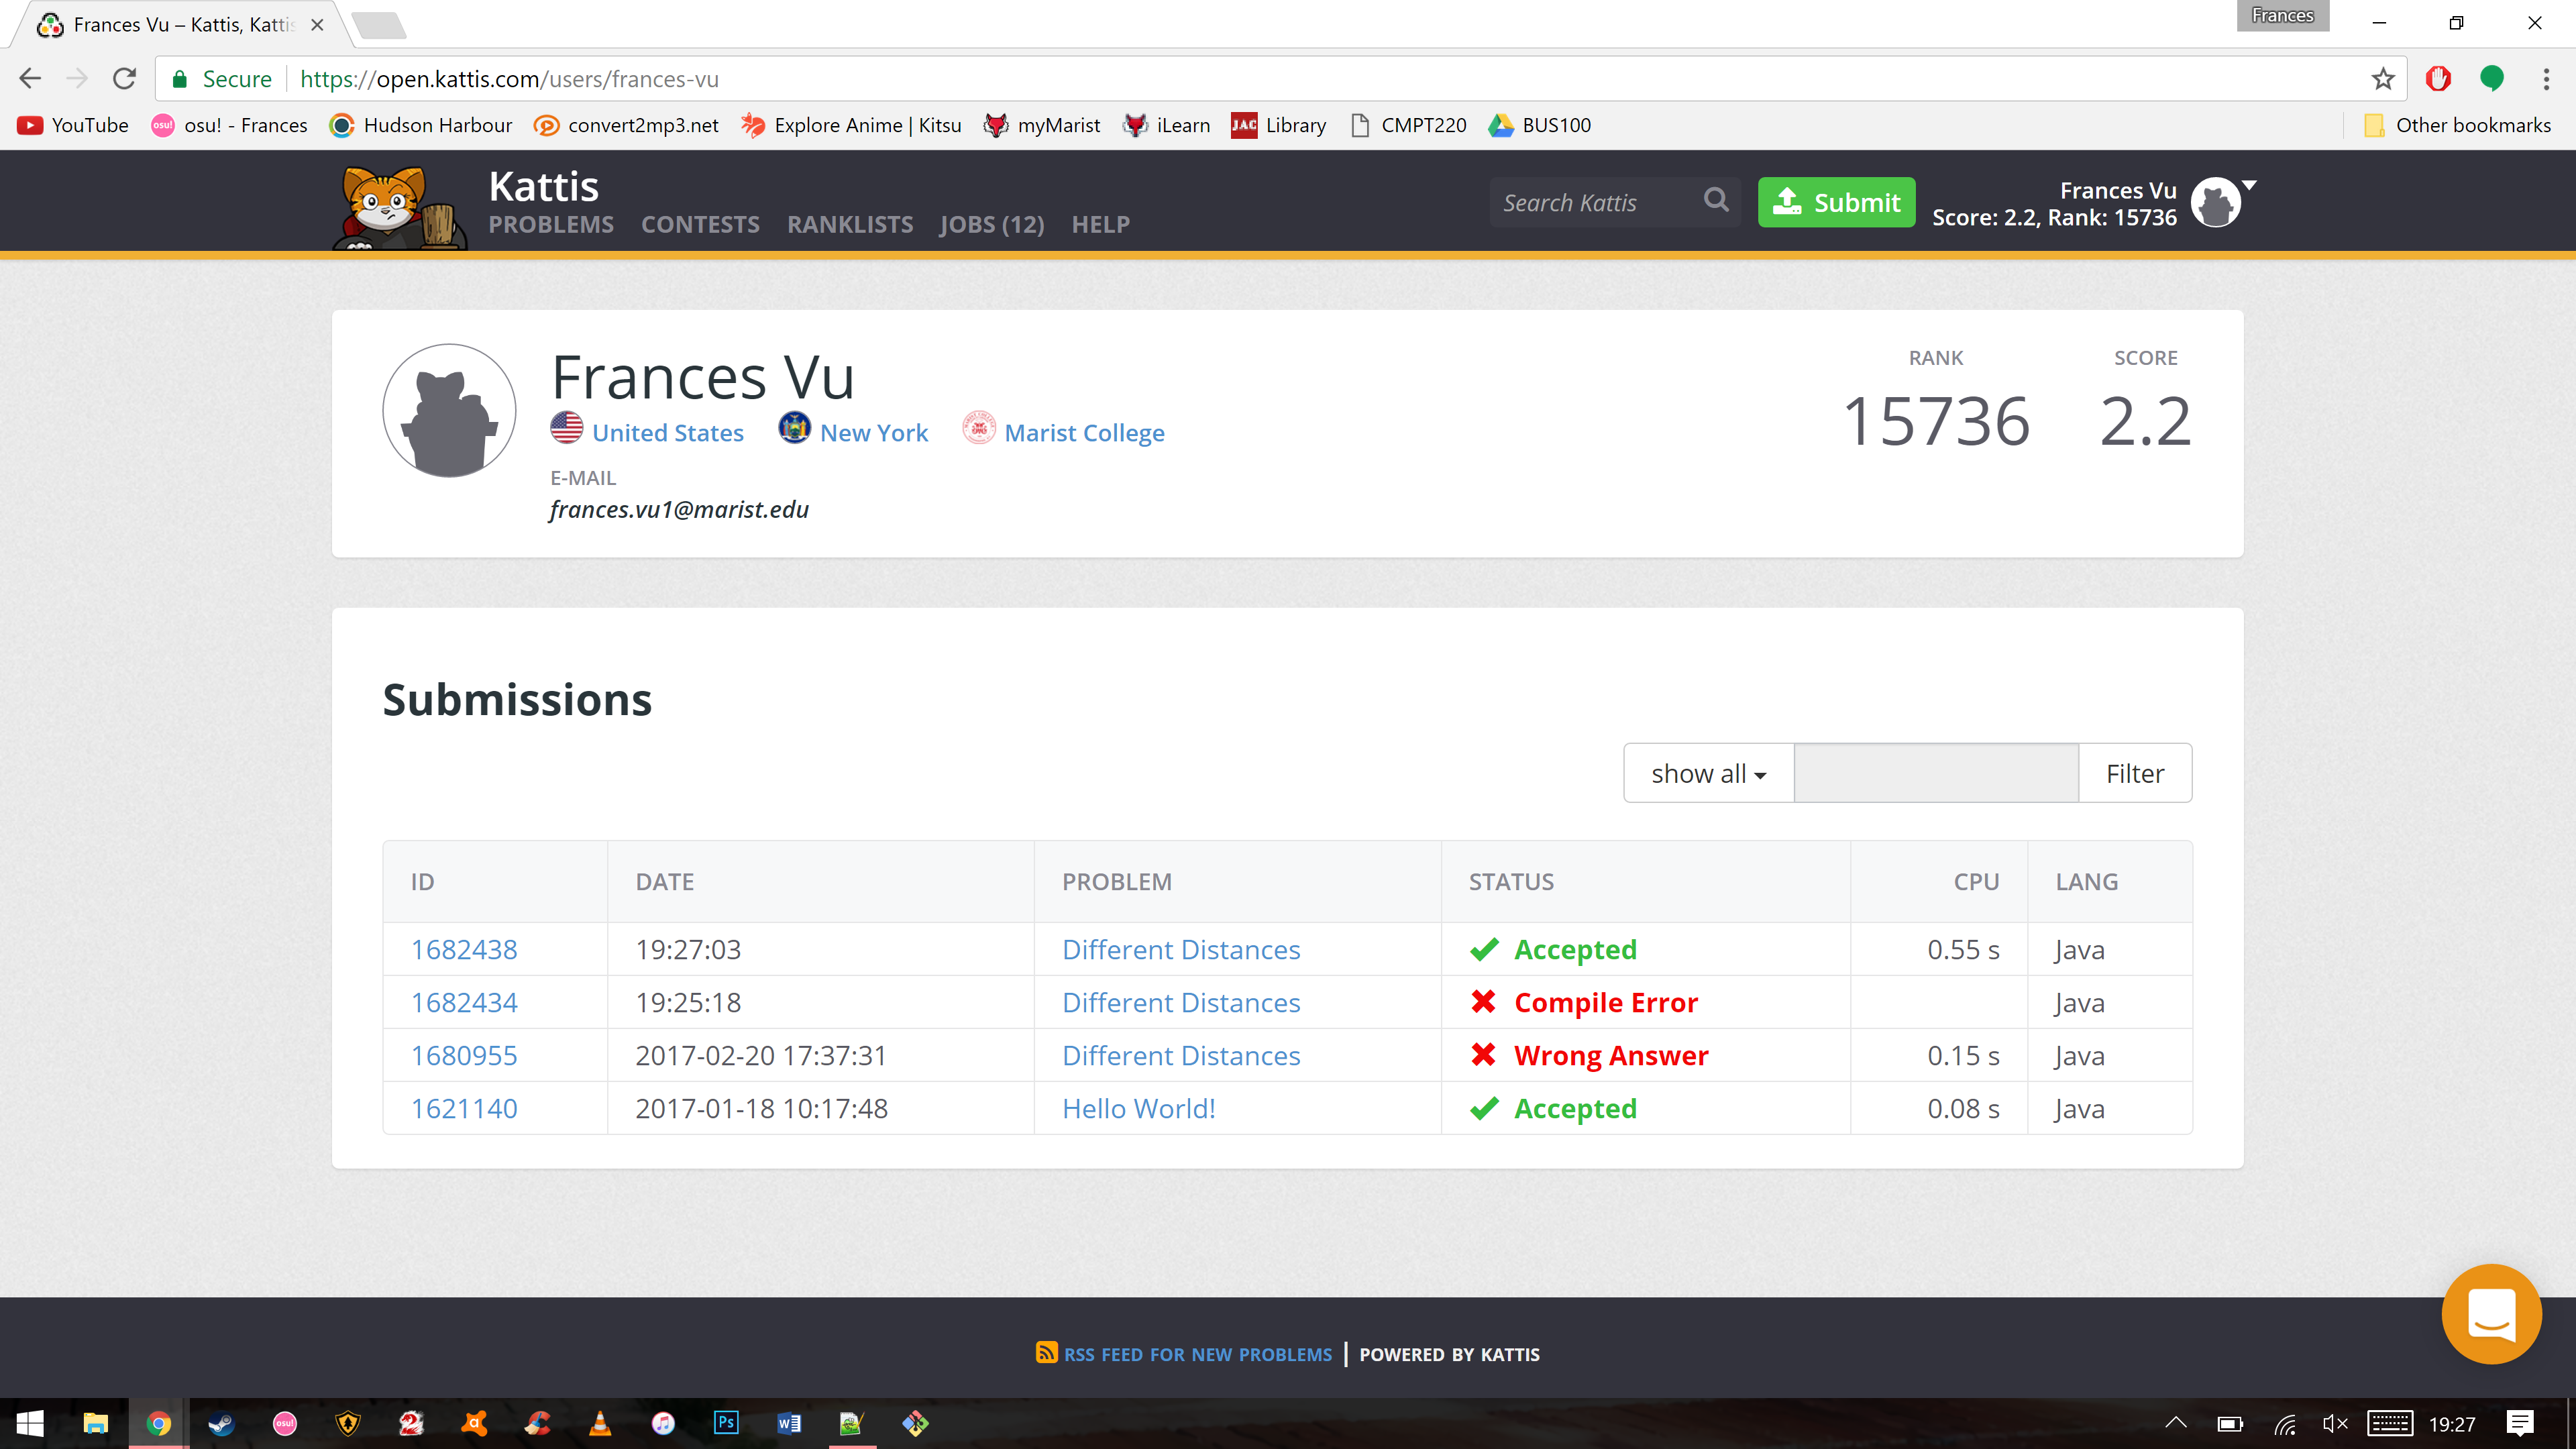 Frances Vu – Kattis, Kattis
Frances
Secure https://open.kattis.com/users/frances-vu
YouTube osu! - Frances Hudson Harbour convert2mp3.net Explore Anime | Kitsu myMarist iLearn JAC Library CMPT220 BUS100 Other bookmarks
Kattis
PROBLEMS CONTESTS RANKLISTS JOBS (12) HELP
Search Kattis Submit
Frances Vu
Score: 2.2, Rank: 15736
Frances Vu
United States New York Marist College
E-MAIL
frances.vu1@marist.edu
RANK SCORE
15736 2.2
Submissions
show all Filter
ID DATE PROBLEM STATUS CPU LANG
1682438 19:27:03 Different Distances Accepted 0.55 s Java
1682434 19:25:18 Different Distances Compile Error Java
1680955 2017-02-20 17:37:31 Different Distances Wrong Answer 0.15 s Java
1621140 2017-01-18 10:17:48 Hello World! Accepted 0.08 s Java
RSS FEED FOR NEW PROBLEMS | POWERED BY KATTIS
osu! Ps W 19:27